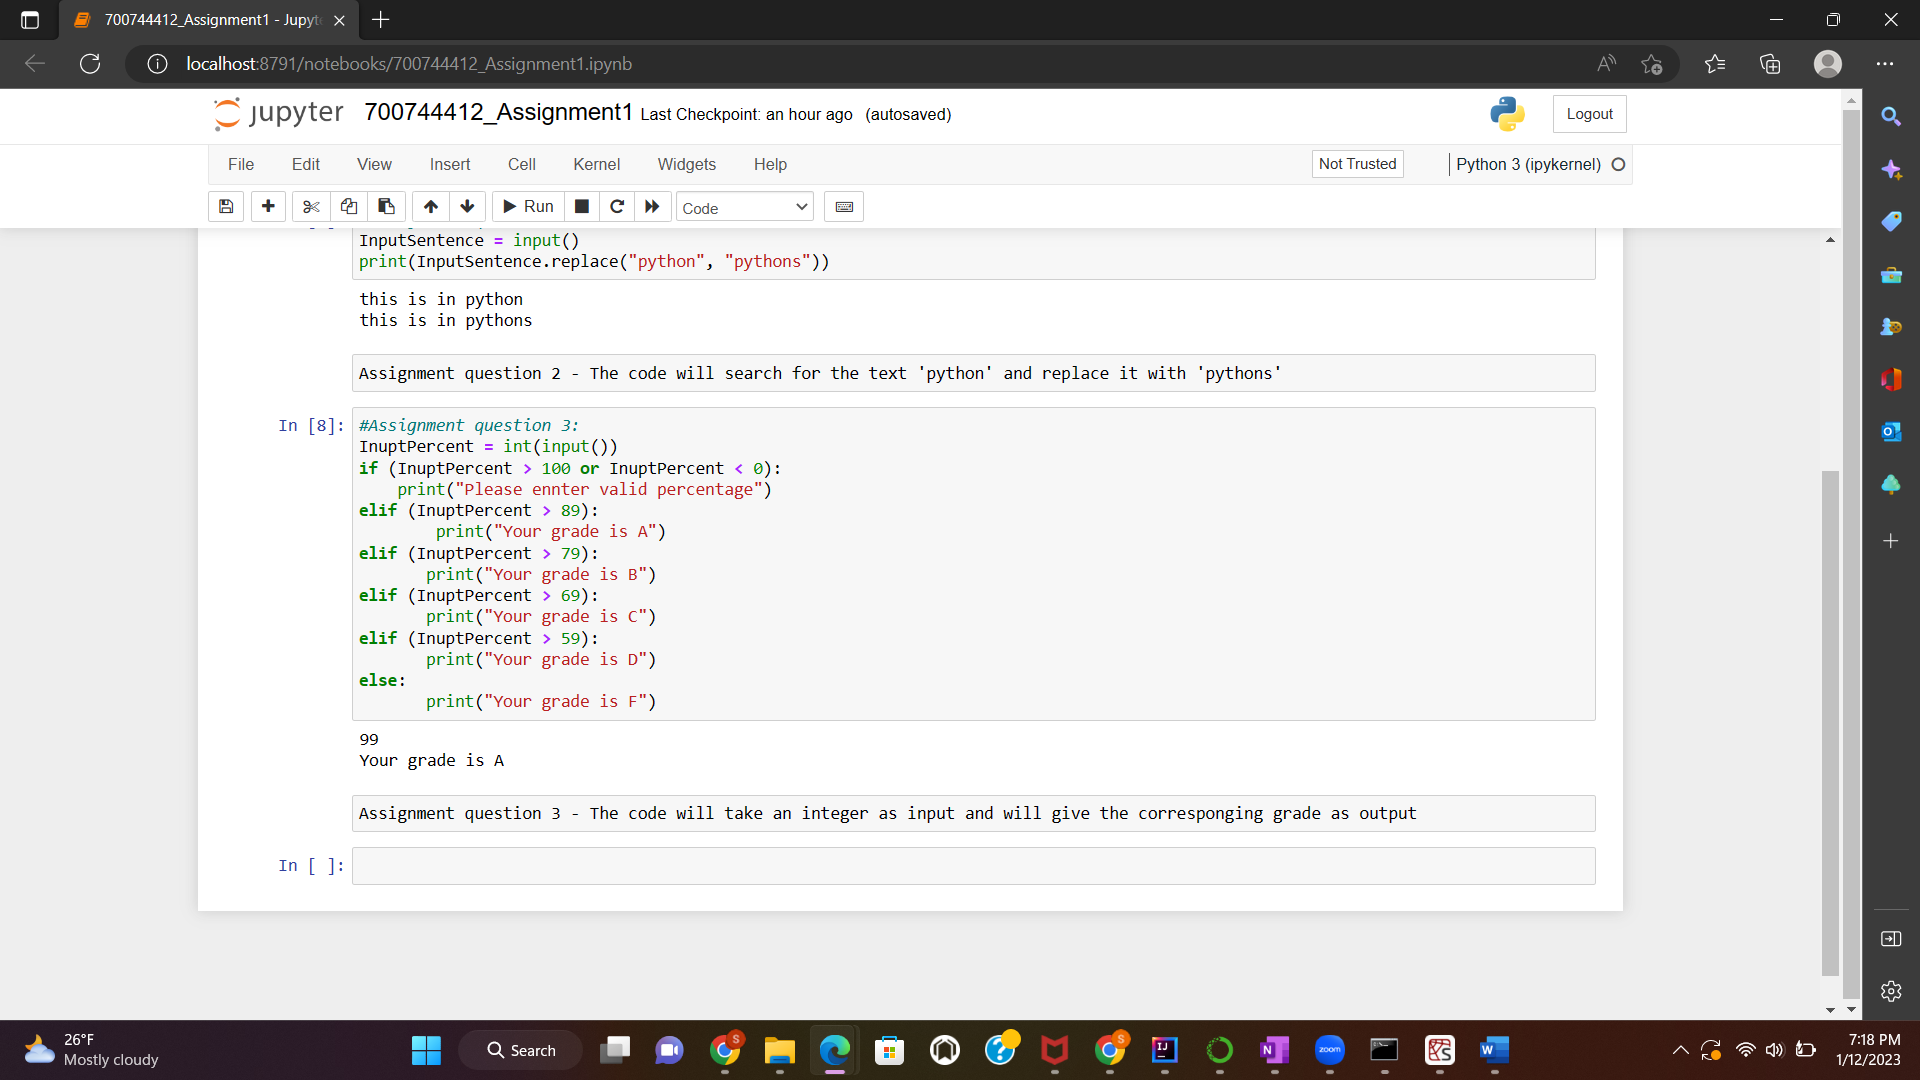 700744412_Assignment1 - Jupyt
localhost:8791/notebooks/700744412_Assignment1.ipynb
jupyter 700744412_Assignment1 Last Checkpoint: an hour ago (autosaved)
Logout
File Edit View Insert Cell Kernel Widgets Help
Not Trusted
Python 3 (ipykernel)
Run
Code
InputSentence = input()
print(InputSentence.replace("python", "pythons"))
this is in python
this is in pythons
Assignment question 2 - The code will search for the text 'python' and replace it with 'pythons'
In [8]:
#Assignment question 3:
InuptPercent = int(input())
if (InuptPercent > 100 or InuptPercent < 0):
    print("Please ennter valid percentage")
elif (InuptPercent > 89):
        print("Your grade is A")
elif (InuptPercent > 79):
       print("Your grade is B")
elif (InuptPercent > 69):
       print("Your grade is C")
elif (InuptPercent > 59):
       print("Your grade is D")
else:
       print("Your grade is F")
99
Your grade is A
Assignment question 3 - The code will take an integer as input and will give the corresponging grade as output
In [ ]:
26°F
Mostly cloudy
Search
zoom
7:18 PM
1/12/2023